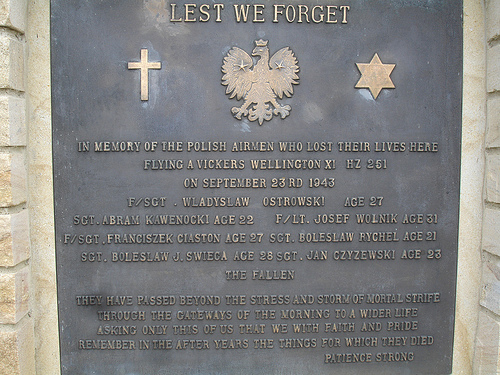 LEST WE FORGET
IN MEMORY OF THE POLISH AIRMEN WHO LOST THEIR LIVES HERE
FLYING A VICKERS WELLINGTON XI HZ 251
ON SEPTEMBER 23RD 1943
F/SGT. WLADYSLAW OSTROWSKI AGE 27
SGT. ABRAM KAWENOCKI AGE 22 F/LT. JOSEF WOLNIK AGE 31
F/SGT. FRANCISZEK CIASTON AGE 27 SGT. BOLESLAW RYCHEL AGE 21
SGT. BOLESLAW J. SWIECA AGE 28 SGT. JAN CZYZEWSKI AGE 23
THE FALLEN
THEY HAVE PASSED BEYOND THE STRESS AND STORM OF MORTAL STRIFE
THROUGH THE GATEWAYS OF THE MORNING TO A WIDER LIFE
ASKING ONLY THIS OF US THAT WE WITH FAITH AND PRIDE
REMEMBER IN THE AFTER YEARS THE THINGS FOR WHICH THEY DIED
PATIENCE STRONG